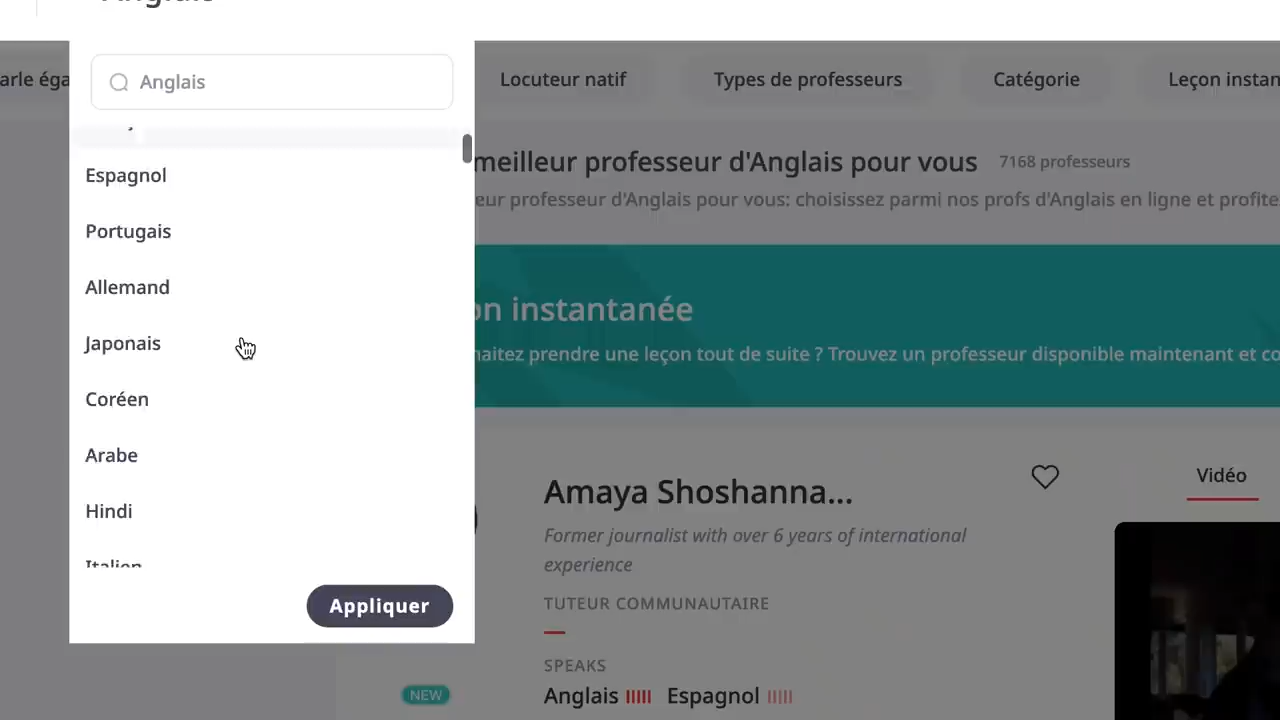 Anglais
arle éga
Anglais
Locuteur natif
Types de professeurs
Catégorie
Leçon instan
Espagnol
Portugais
Allemand
Japonais
Coréen
Arabe
Hindi
Italien
Appliquer
meilleur professeur d'Anglais pour vous
7168 professeurs
eur professeur d'Anglais pour vous: choisissez parmi nos profs d'Anglais en ligne et profite
on instantanée
haitez prendre une leçon tout de suite ? Trouvez un professeur disponible maintenant et co
Amaya Shoshanna...
Vidéo
Former journalist with over 6 years of international
experience
TUTEUR COMMUNAUTAIRE
SPEAKS
NEW
Anglais Espagnol